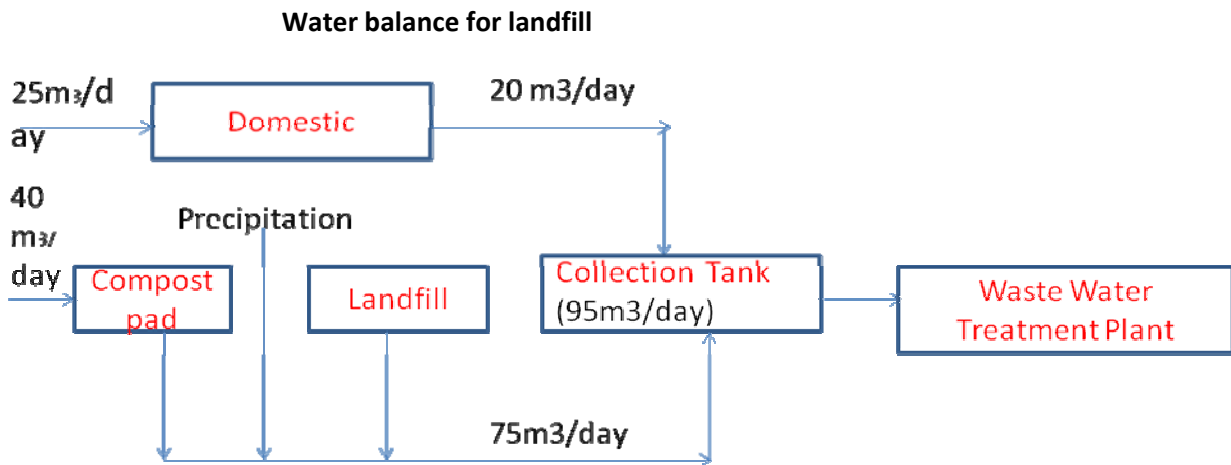 Water balance for landfill
25m3/d
ay
Domestic
20 m3/day
40
m3/
day
Precipitation
Compost
pad
Landfill
Collection Tank
(95m3/day)
Waste Water
Treatment Plant
75m3/day